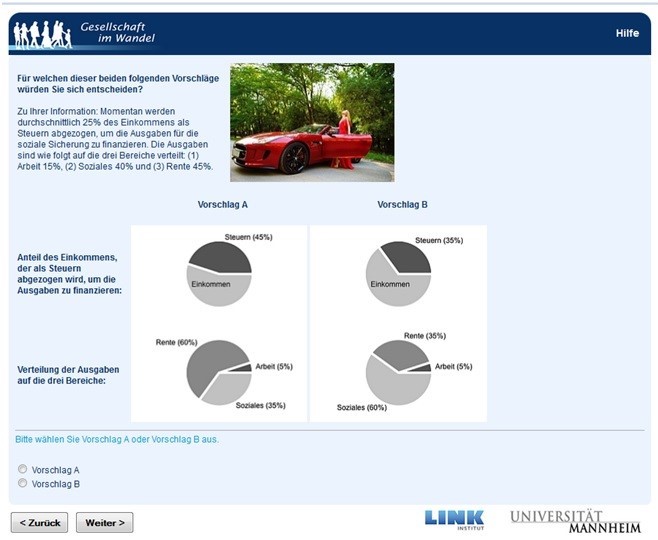 Gesellschaft
im Wandel
Hilfe
Für welchen dieser beiden folgenden Vorschläge
würden Sie sich entscheiden?
Zu Ihrer Information: Momentan werden
durchschnittlich 25% des Einkommens als
Steuern abgezogen, um die Ausgaben für die
soziale Sicherung zu finanzieren. Die Ausgaben
sind wie folgt auf die drei Bereiche verteilt: (1)
Arbeit 15%, (2) Soziales 40% und (3) Rente 45%.
Vorschlag A
Vorschlag B
Anteil des Einkommens,
der als Steuern
abgezogen wird, um die
Ausgaben zu finanzieren:
Steuern (45%)
Einkommen
Steuern (35%)
Einkommen
Verteilung der Ausgaben
auf die drei Bereiche:
Rente (60%)
Arbeit (5%)
Soziales (35%)
Rente (35%)
Arbeit (5%)
Soziales (60%)
Bitte wählen Sie Vorschlag A oder Vorschlag B aus.
Vorschlag A
Vorschlag B
< Zurück
Weiter >
LINK
INSTITUT
UNIVERSITÄT
MANNHEIM